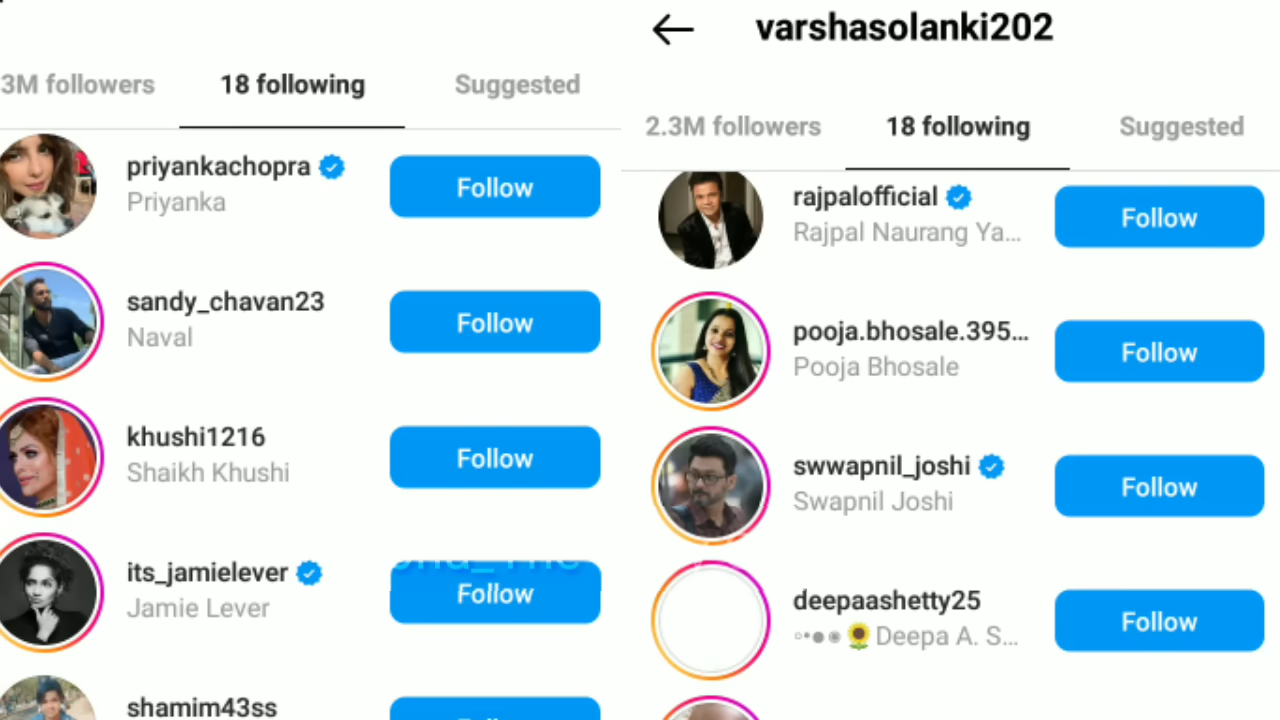 3M followers 18 following Suggested
priyankachopra
Priyanka
Follow
sandy_chavan23
Naval
Follow
khushi1216
Shaikh Khushi
Follow
its_jamielever
Jamie Lever
Follow
shamim43ss
varshasolanki202
2.3M followers 18 following Suggested
rajpalofficial
Rajpal Naurang Ya...
Follow
pooja.bhosale.395...
Pooja Bhosale
Follow
swwapnil_joshi
Swapnil Joshi
Follow
deepaashetty25
◦•●◉🌻Deepa A. S...
Follow